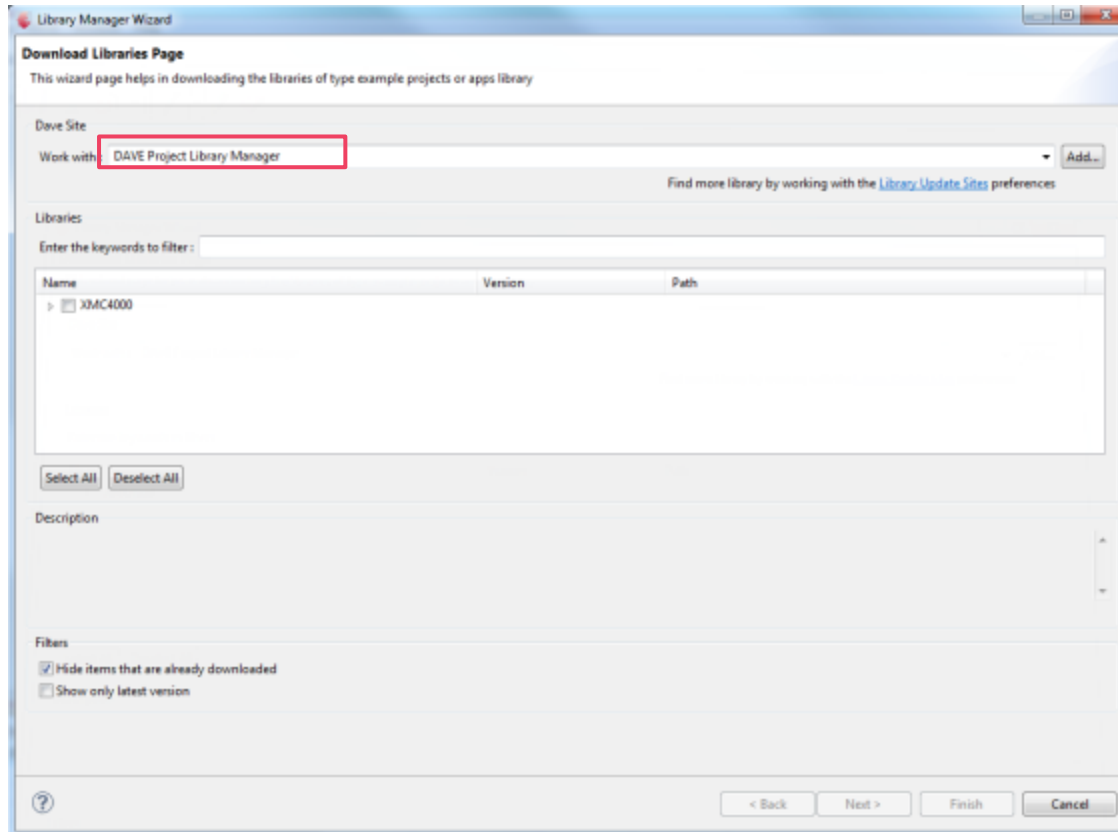 Library Manager Wizard
Download Libraries Page
This wizard page helps in downloading the libraries of type example projects or apps library
Dave Site
Work with: DAVE Project Library Manager Add...
Find more library by working with the Library Update Sites preferences
Libraries
Enter the keywords to filter :
Name Version Path
XMC4000
Select All Deselect All
Description
Filters
Hide items that are already downloaded
Show only latest version
? < Back Next > Finish Cancel